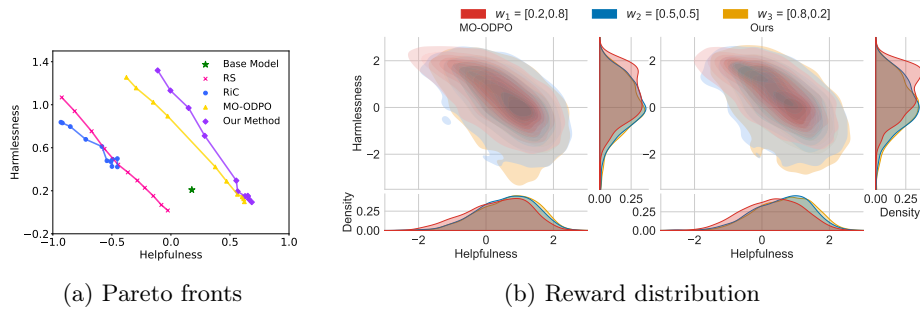 w₁ = [0.2,0.8] w₂ = [0.5,0.5] w₃ = [0.8,0.2]
MO-ODPO Ours
Harmlessness
1.4
1.0
0.6
0.2
−0.2
−1.0 −0.5 0.0 0.5 1.0
Helpfulness
Base Model
RS
RiC
MO-ODPO
Our Method
Harmlessness
2
0
−2
Density
0.25
0.00
−2 0 2
Helpfulness
0.00 0.25
Density
Harmlessness
2
0
−2
0.25
0.00
−2 0 2
Helpfulness
0.00 0.25
Density
(a) Pareto fronts
(b) Reward distribution